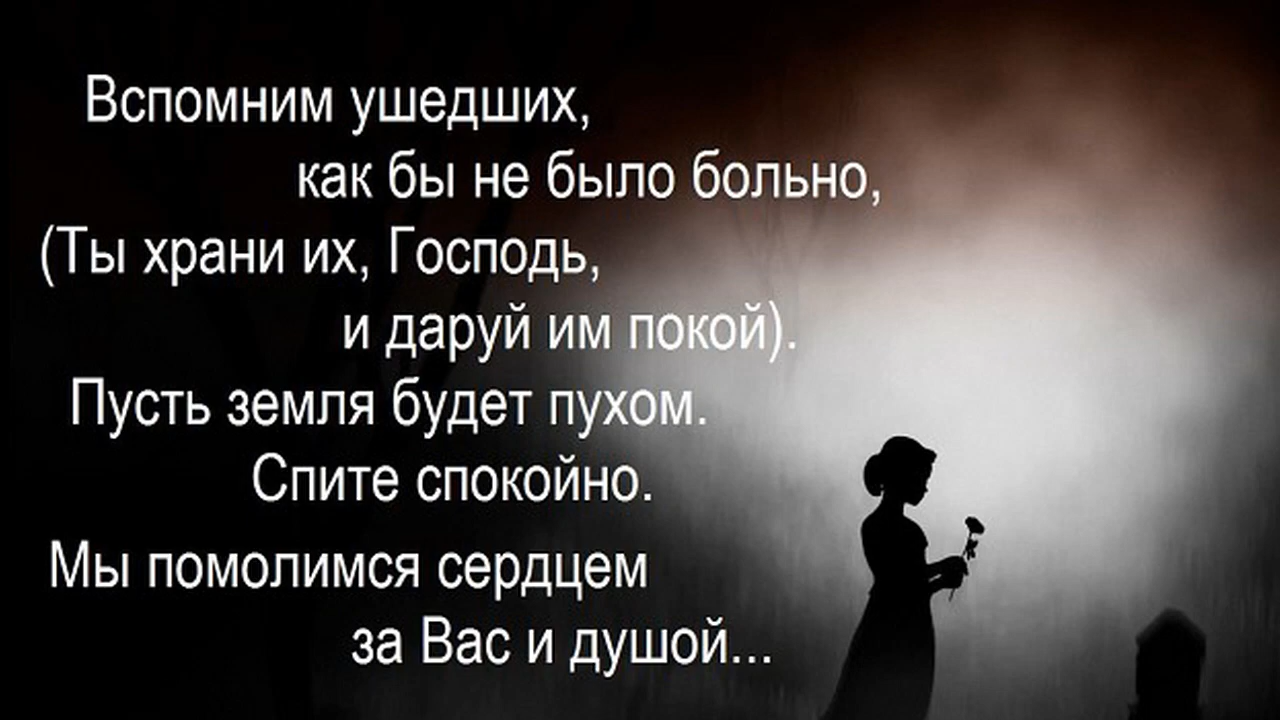 Вспомним ушедших,
как бы не было больно,
(Ты храни их, Господь,
и даруй им покой).
Пусть земля будет пухом.
Спите спокойно.
Мы помолимся сердцем
за Вас и душой...